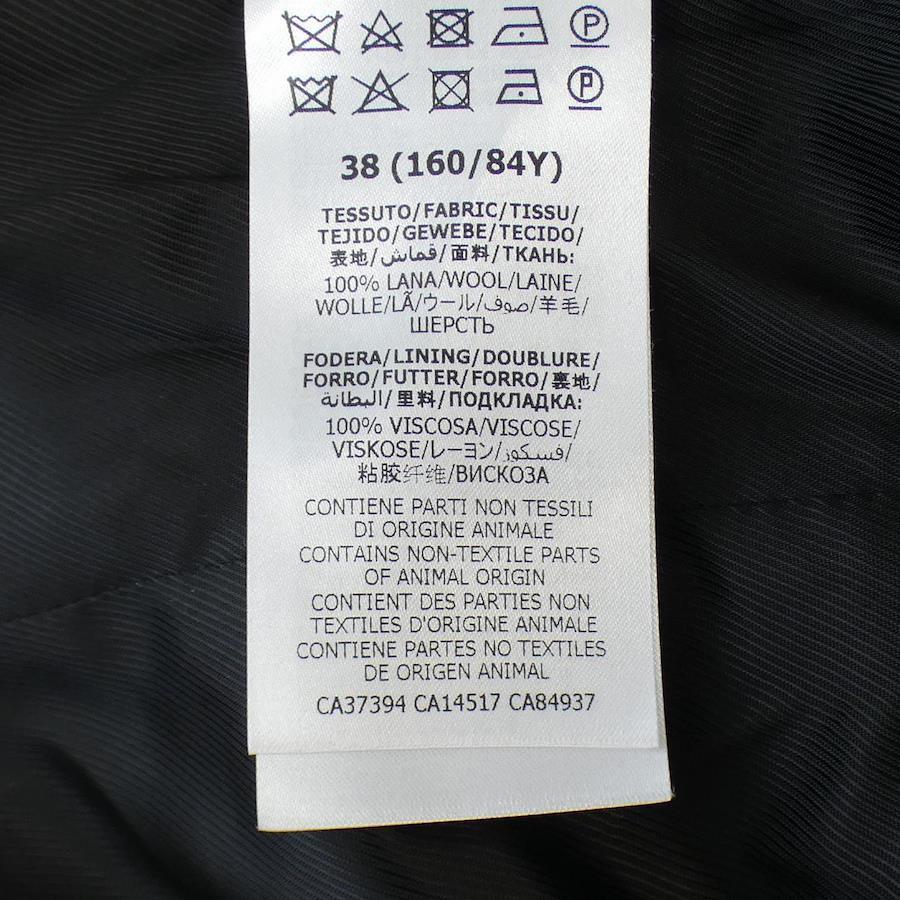 P
P
38 (160/84Y)
TESSUTO/FABRIC/TISSU/
TEJIDO/GEWEBE/TECIDO/
表地/قماش/面料/ТКАНЬ:
100% LANA/WOOL/LAINE/
WOLLE/LÃ/ウール/صوف/羊毛/
ШЕРСТЬ
FODERA/LINING/DOUBLURE/
FORRO/FUTTER/FORRO/裏地/
البطانة/里料/ПОДКЛАДКА:
100% VISCOSA/VISCOSE/
VISKOSE/レーヨン/فسكوز/
粘胶纤维/ВИСКОЗА
CONTIENE PARTI NON TESSILI
DI ORIGINE ANIMALE
CONTAINS NON-TEXTILE PARTS
OF ANIMAL ORIGIN
CONTIENT DES PARTIES NON
TEXTILES D'ORIGINE ANIMALE
CONTIENE PARTES NO TEXTILES
DE ORIGEN ANIMAL
CA37394 CA14517 CA84937